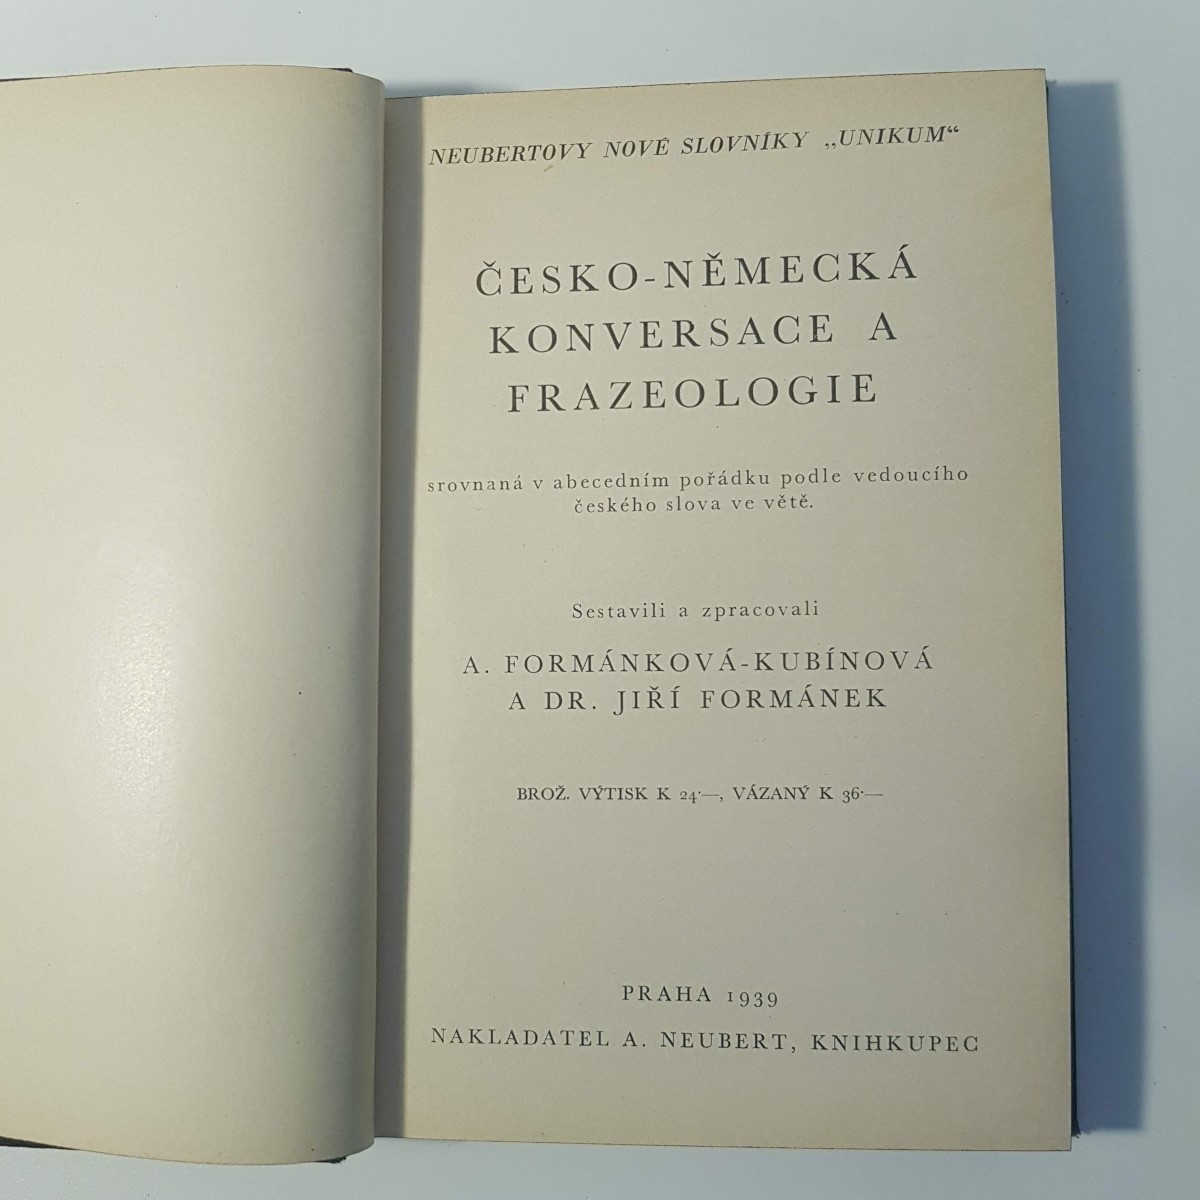 NEUBERTOVY NOVÉ SLOVNÍKY „UNIKUM“
ČESKO-NĚMECKÁ
KONVERSACE A
FRAZEOLOGIE
srovnaná v abecedním pořádku podle vedoucího
českého slova ve větě.
Sestavili a zpracovali
A. FORMÁNKOVÁ-KUBÍNOVÁ
A DR. JIŘÍ FORMÁNEK
BROŽ. VÝTISK K 24·—, VÁZANÝ K 36·—
PRAHA 1939
NAKLADATEL A. NEUBERT, KNIHKUPEC